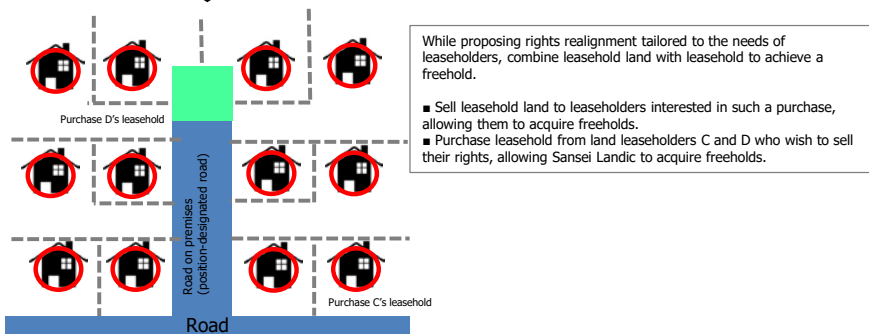 While proposing rights realignment tailored to the needs of
leaseholders, combine leasehold land with leasehold to achieve a
freehold.
■ Sell leasehold land to leaseholders interested in such a purchase,
allowing them to acquire freeholds.
■ Purchase leasehold from land leaseholders C and D who wish to sell
their rights, allowing Sansei Landic to acquire freeholds.
Purchase D's leasehold
Road on premises
(position-designated road)
Purchase C's leasehold
Road